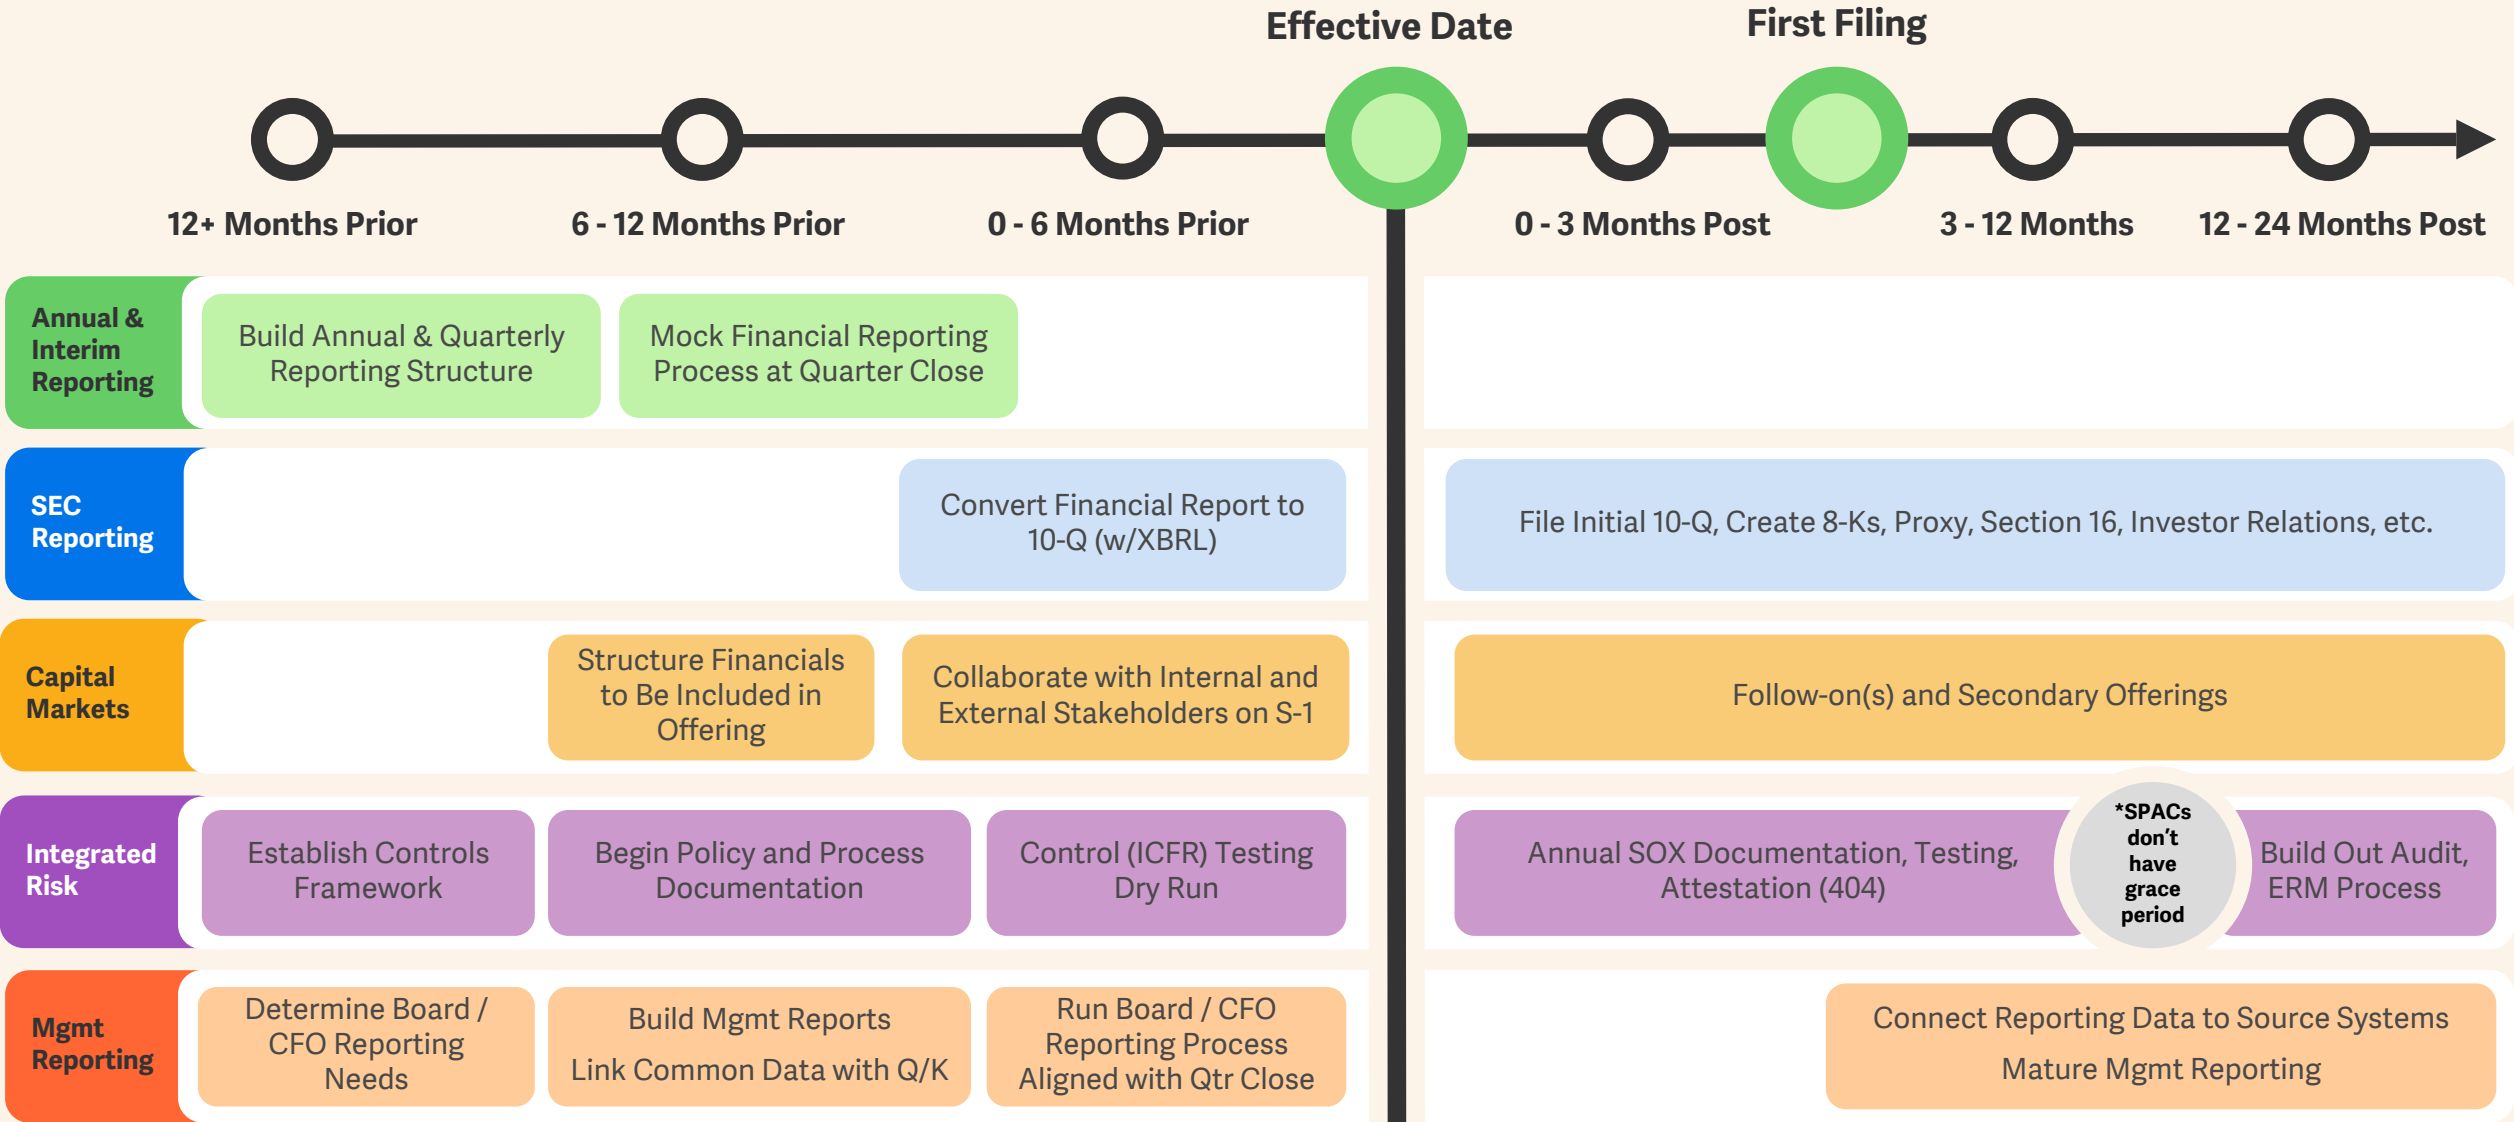 Effective Date
First Filing
12+ Months Prior
6 - 12 Months Prior
0 - 6 Months Prior
0 - 3 Months Post
3 - 12 Months
12 - 24 Months Post
Annual &
Interim
Reporting
Build Annual & Quarterly
Reporting Structure
Mock Financial Reporting
Process at Quarter Close
SEC
Reporting
Convert Financial Report to
10-Q (w/XBRL)
File Initial 10-Q, Create 8-Ks, Proxy, Section 16, Investor Relations, etc.
Capital
Markets
Structure Financials
to Be Included in
Offering
Collaborate with Internal and
External Stakeholders on S-1
Follow-on(s) and Secondary Offerings
Integrated
Risk
Establish Controls
Framework
Begin Policy and Process
Documentation
Control (ICFR) Testing
Dry Run
Annual SOX Documentation, Testing,
Attestation (404)
*SPACs
don't
have
grace
period
Build Out Audit,
ERM Process
Mgmt
Reporting
Determine Board /
CFO Reporting
Needs
Build Mgmt Reports
Link Common Data with Q/K
Run Board / CFO
Reporting Process
Aligned with Qtr Close
Connect Reporting Data to Source Systems
Mature Mgmt Reporting